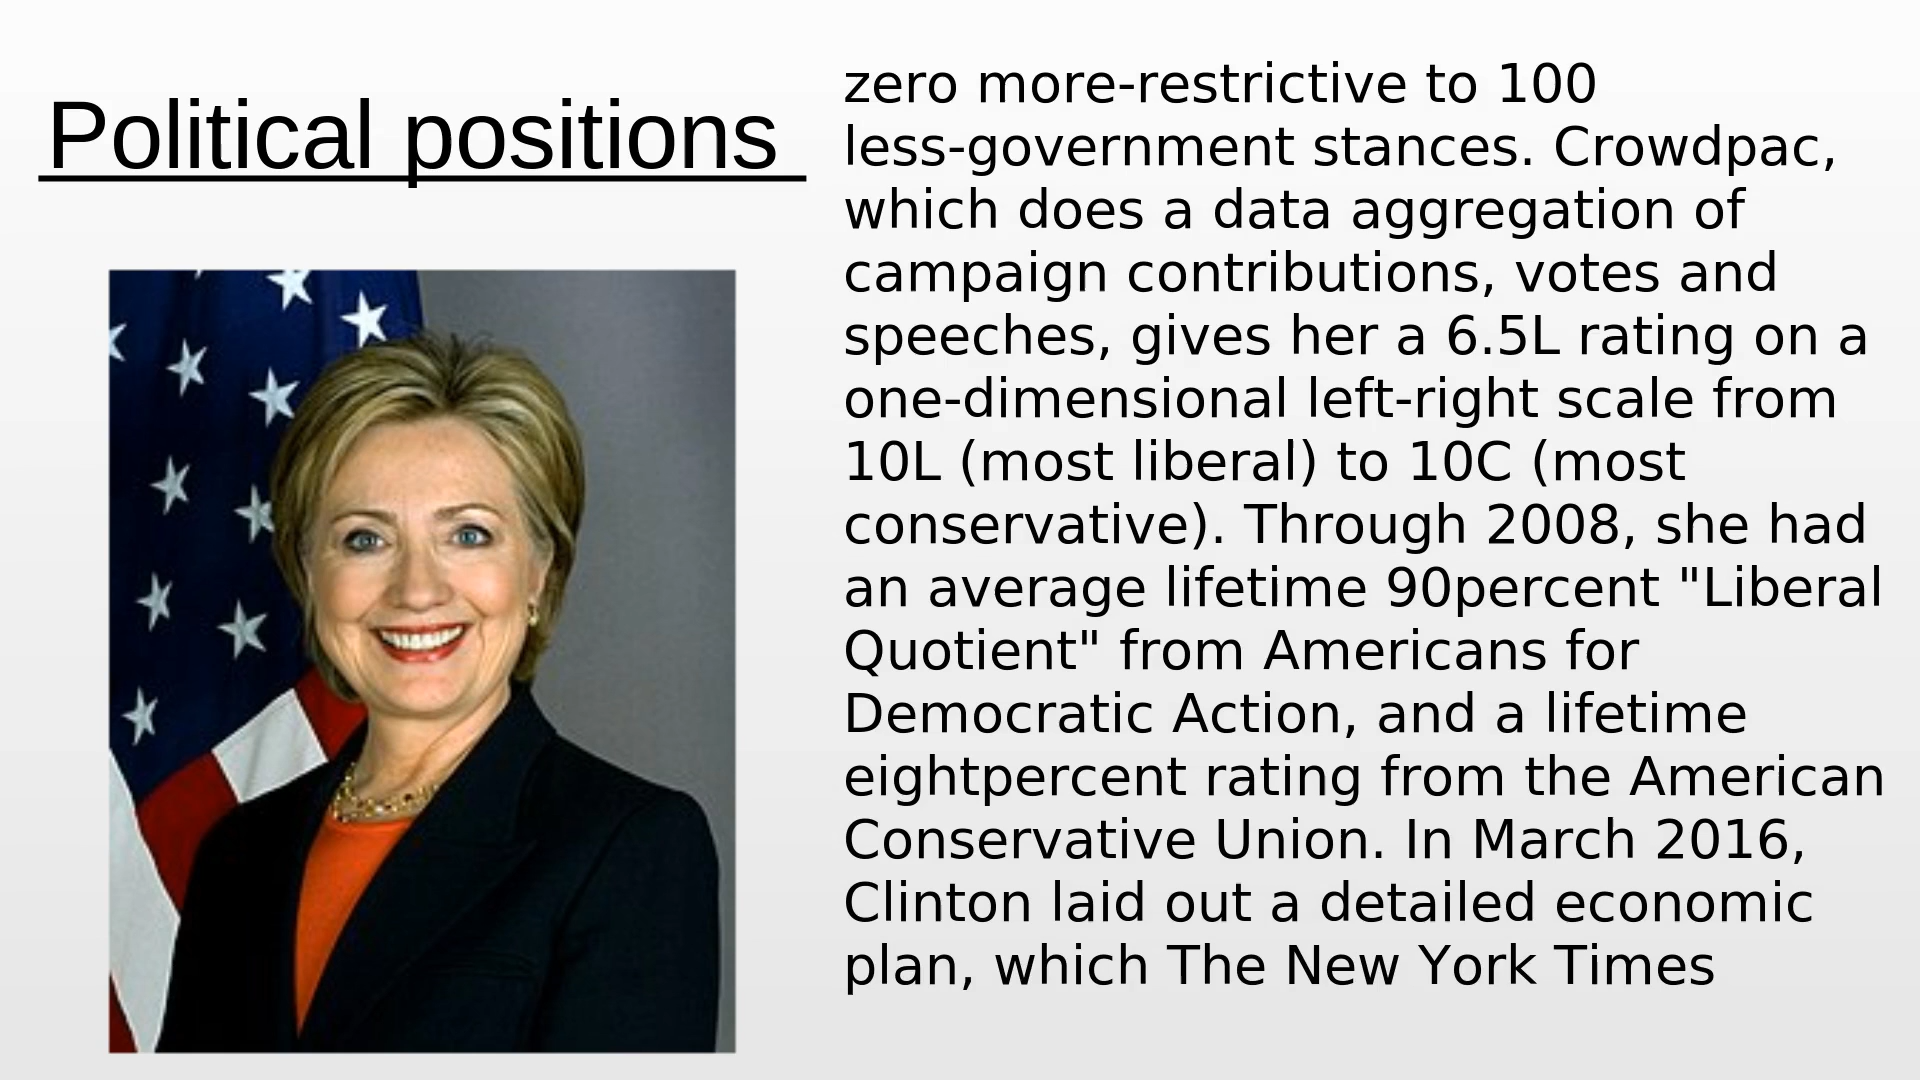 Political positions
zero more-restrictive to 100
less-government stances. Crowdpac,
which does a data aggregation of
campaign contributions, votes and
speeches, gives her a 6.5L rating on a
one-dimensional left-right scale from
10L (most liberal) to 10C (most
conservative). Through 2008, she had
an average lifetime 90percent "Liberal
Quotient" from Americans for
Democratic Action, and a lifetime
eightpercent rating from the American
Conservative Union. In March 2016,
Clinton laid out a detailed economic
plan, which The New York Times